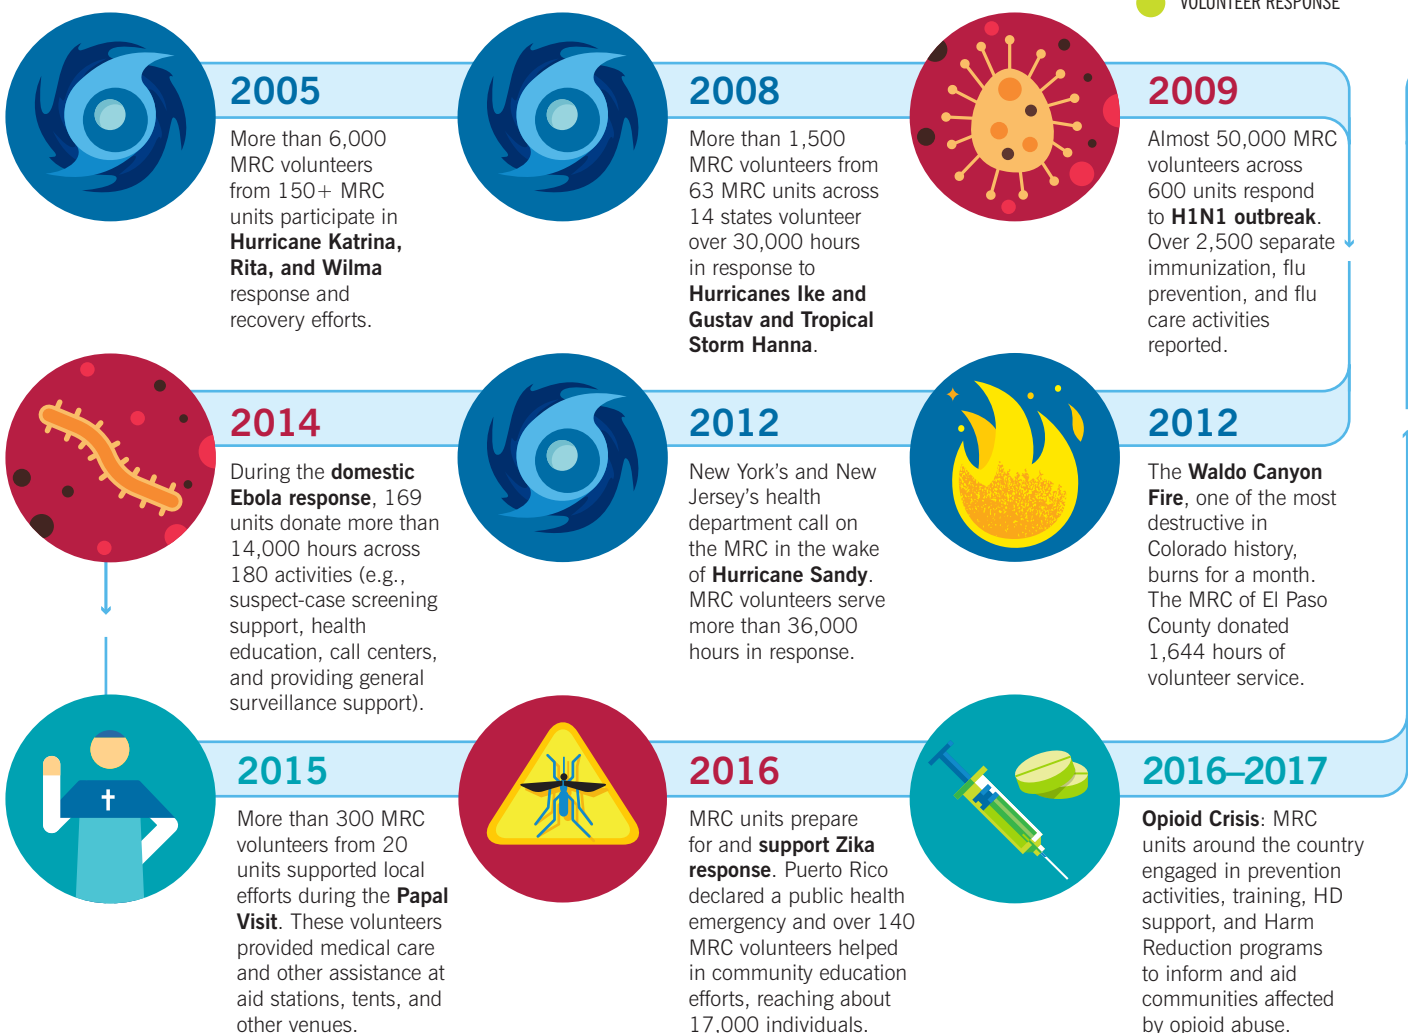 VOLUNTEER RESPONSE
2005
More than 6,000
MRC volunteers
from 150+ MRC
units participate in
Hurricane Katrina,
Rita, and Wilma
response and
recovery efforts.
2008
More than 1,500
MRC volunteers from
63 MRC units across
14 states volunteer
over 30,000 hours
in response to
Hurricanes Ike and
Gustav and Tropical
Storm Hanna.
2009
Almost 50,000 MRC
volunteers across
600 units respond
to H1N1 outbreak.
Over 2,500 separate
immunization, flu
prevention, and flu
care activities
reported.
2014
During the domestic
Ebola response, 169
units donate more than
14,000 hours across
180 activities (e.g.,
suspect-case screening
support, health
education, call centers,
and providing general
surveillance support).
2012
New York's and New
Jersey's health
department call on
the MRC in the wake
of Hurricane Sandy.
MRC volunteers serve
more than 36,000
hours in response.
2012
The Waldo Canyon
Fire, one of the most
destructive in
Colorado history,
burns for a month.
The MRC of El Paso
County donated
1,644 hours of
volunteer service.
2015
More than 300 MRC
volunteers from 20
units supported local
efforts during the Papal
Visit. These volunteers
provided medical care
and other assistance at
aid stations, tents, and
other venues.
2016
MRC units prepare
for and support Zika
response. Puerto Rico
declared a public health
emergency and over 140
MRC volunteers helped
in community education
efforts, reaching about
17,000 individuals.
2016–2017
Opioid Crisis: MRC
units around the country
engaged in prevention
activities, training, HD
support, and Harm
Reduction programs
to inform and aid
communities affected
by opioid abuse.